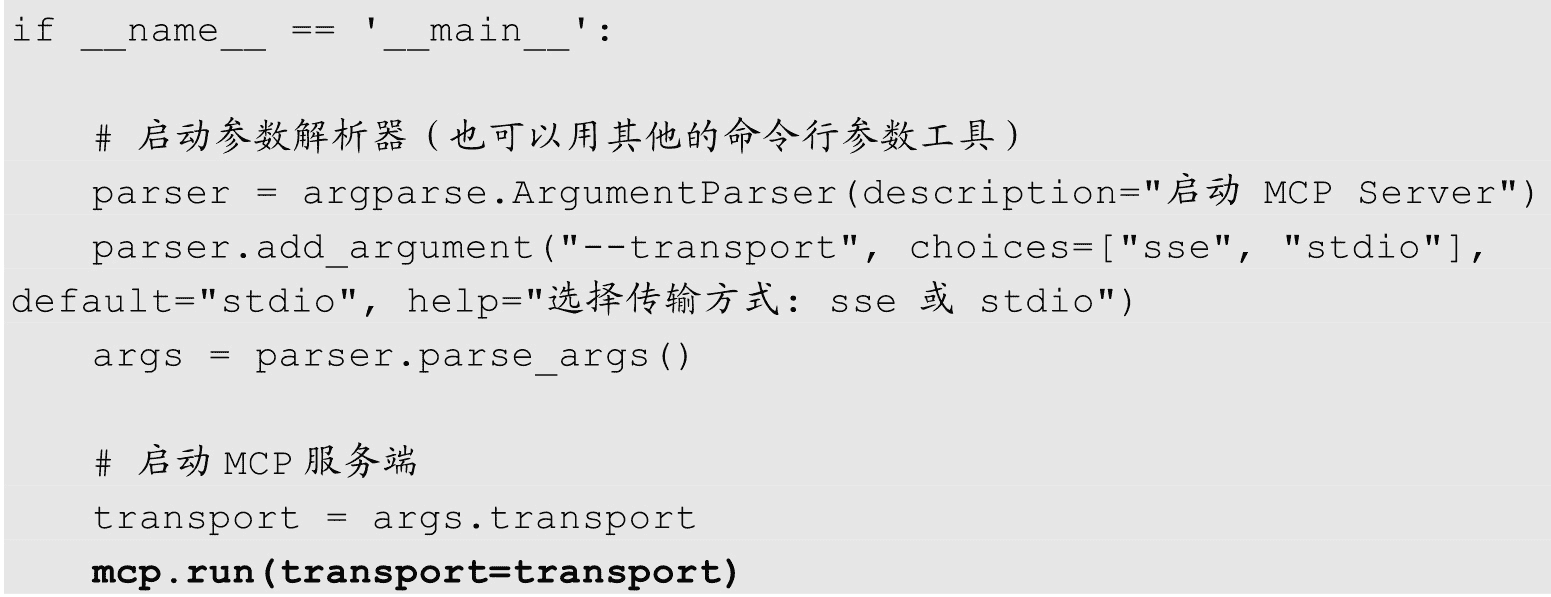 if __name__ == '__main__':
# 启动参数解析器（也可以用其他的命令行参数工具）
parser = argparse.ArgumentParser(description="启动 MCP Server")
parser.add_argument("--transport", choices=["sse", "stdio"],
default="stdio", help="选择传输方式: sse 或 stdio")
args = parser.parse_args()
# 启动 MCP 服务端
transport = args.transport
mcp.run(transport=transport)